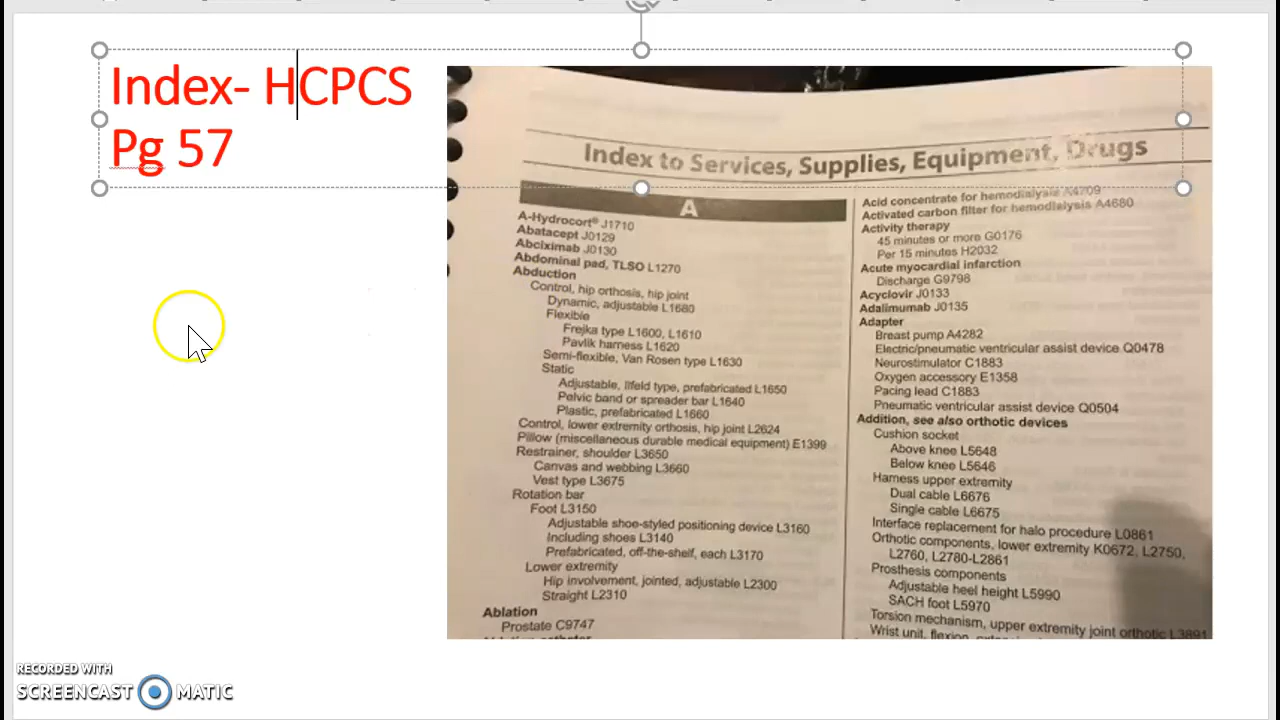 Index- HCPCS
Pg 57
Index to Services, Supplies, Equipment, Drugs
A
A-Hydrocort® J1710
Abatacept J0129
Abciximab J0130
Abdominal pad, TLSO L1270
Abduction
Control, hip orthosis, hip joint
Dynamic, adjustable L1680
Flexible
Frejka type L1600, L1610
Pavlik harness L1620
Semi-flexible, Van Rosen type L1630
Static
Adjustable, Ilfeld type, prefabricated L1650
Pelvic band or spreader bar L1640
Plastic, prefabricated L1660
Control, lower extremity orthosis, hip joint L2624
Pillow (miscellaneous durable medical equipment) E1399
Restrainer, shoulder L3650
Canvas and webbing L3660
Vest type L3675
Rotation bar
Foot L3150
Adjustable shoe-styled positioning device L3160
Including shoes L3140
Prefabricated, off-the-shelf, each L3170
Lower extremity
Hip involvement, jointed, adjustable L2300
Straight L2310
Ablation
Prostate C9747
Acid concentrate for hemodialysis A4709
Activated carbon filter for hemodialysis A4680
Activity therapy
45 minutes or more G0176
Per 15 minutes H2032
Acute myocardial infarction
Discharge G9798
Acyclovir J0133
Adalimumab J0135
Adapter
Breast pump A4282
Electric/pneumatic ventricular assist device Q0478
Neurostimulator C1883
Oxygen accessory E1358
Pacing lead C1883
Pneumatic ventricular assist device Q0504
Addition, see also orthotic devices
Cushion socket
Above knee L5648
Below knee L5646
Harness upper extremity
Dual cable L6676
Single cable L6675
Interface replacement for halo procedure L0861
Orthotic components, lower extremity K0672, L2750,
L2760, L2780-L2861
Prosthesis components
Adjustable heel height L5990
SACH foot L5970
Torsion mechanism, upper extremity joint orthotic L3891
Wrist unit, flexion,
RECORDED WITH
SCREENCAST MATIC